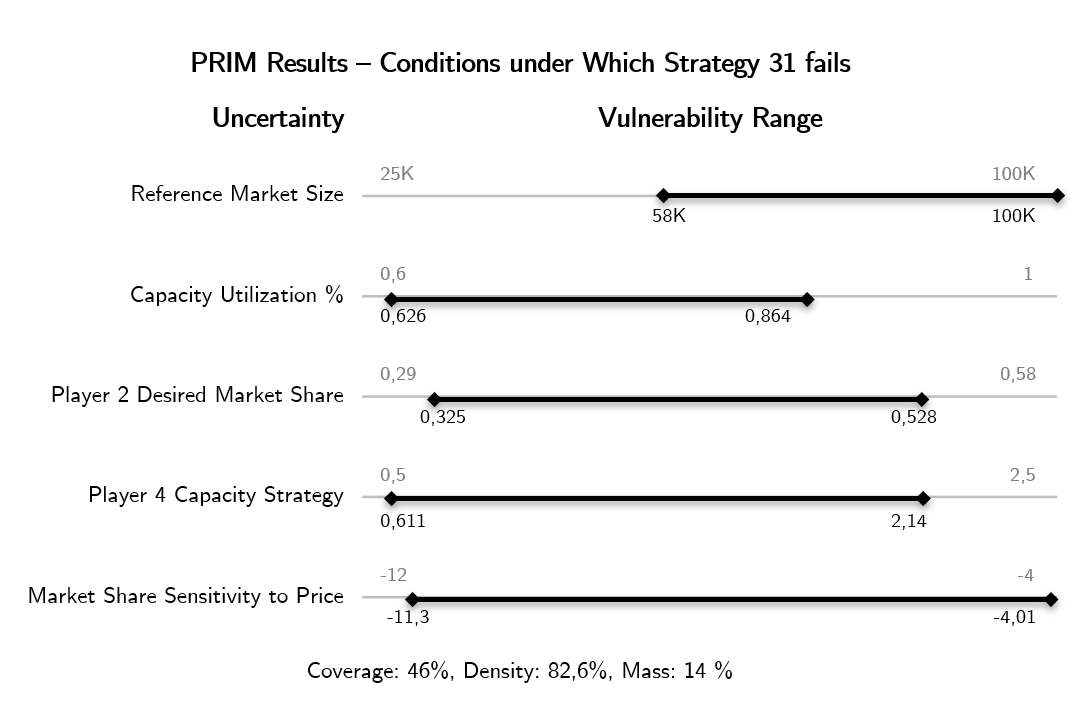 PRIM Results – Conditions under Which Strategy 31 fails
Uncertainty Vulnerability Range
25K 100K
Reference Market Size
58K 100K
0,6 1
Capacity Utilization %
0,626 0,864
0,29 0,58
Player 2 Desired Market Share
0,325 0,528
0,5 2,5
Player 4 Capacity Strategy
0,611 2,14
-12 -4
Market Share Sensitivity to Price
-11,3 -4,01
Coverage: 46%, Density: 82,6%, Mass: 14 %